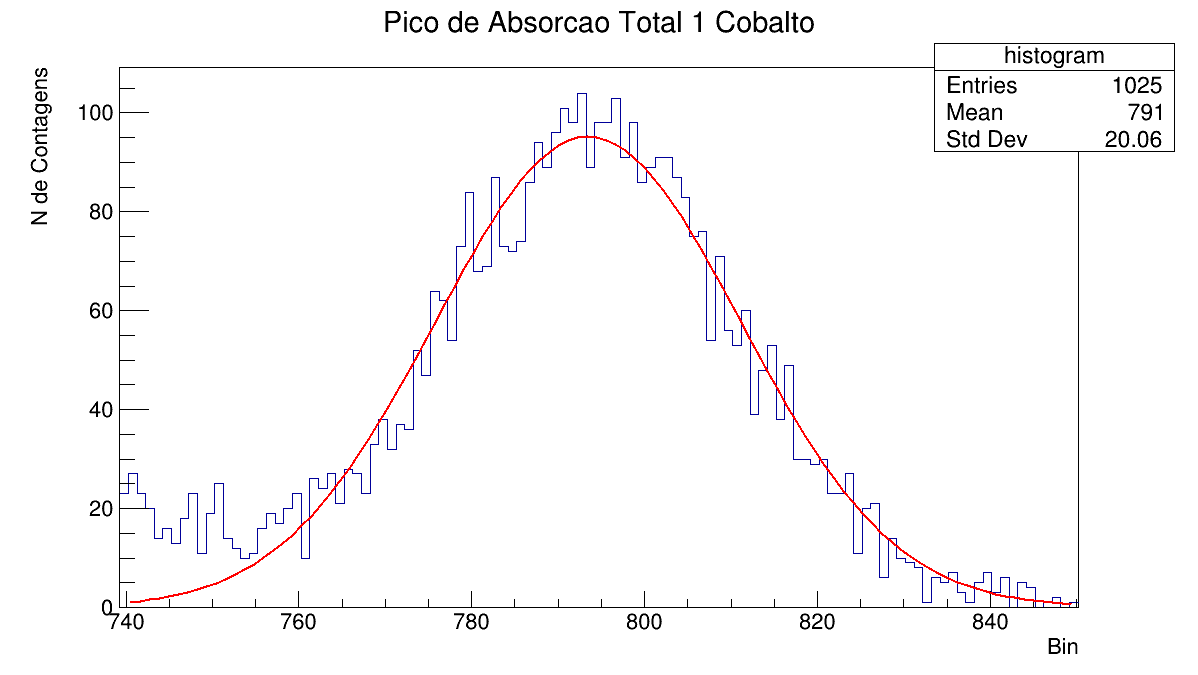 Pico de Absorcao Total 1 Cobalto
histogram
Entries 1025
Mean 791
Std Dev 20.06
N de Contagens
100
80
60
40
20
0
740 760 780 800 820 840
Bin